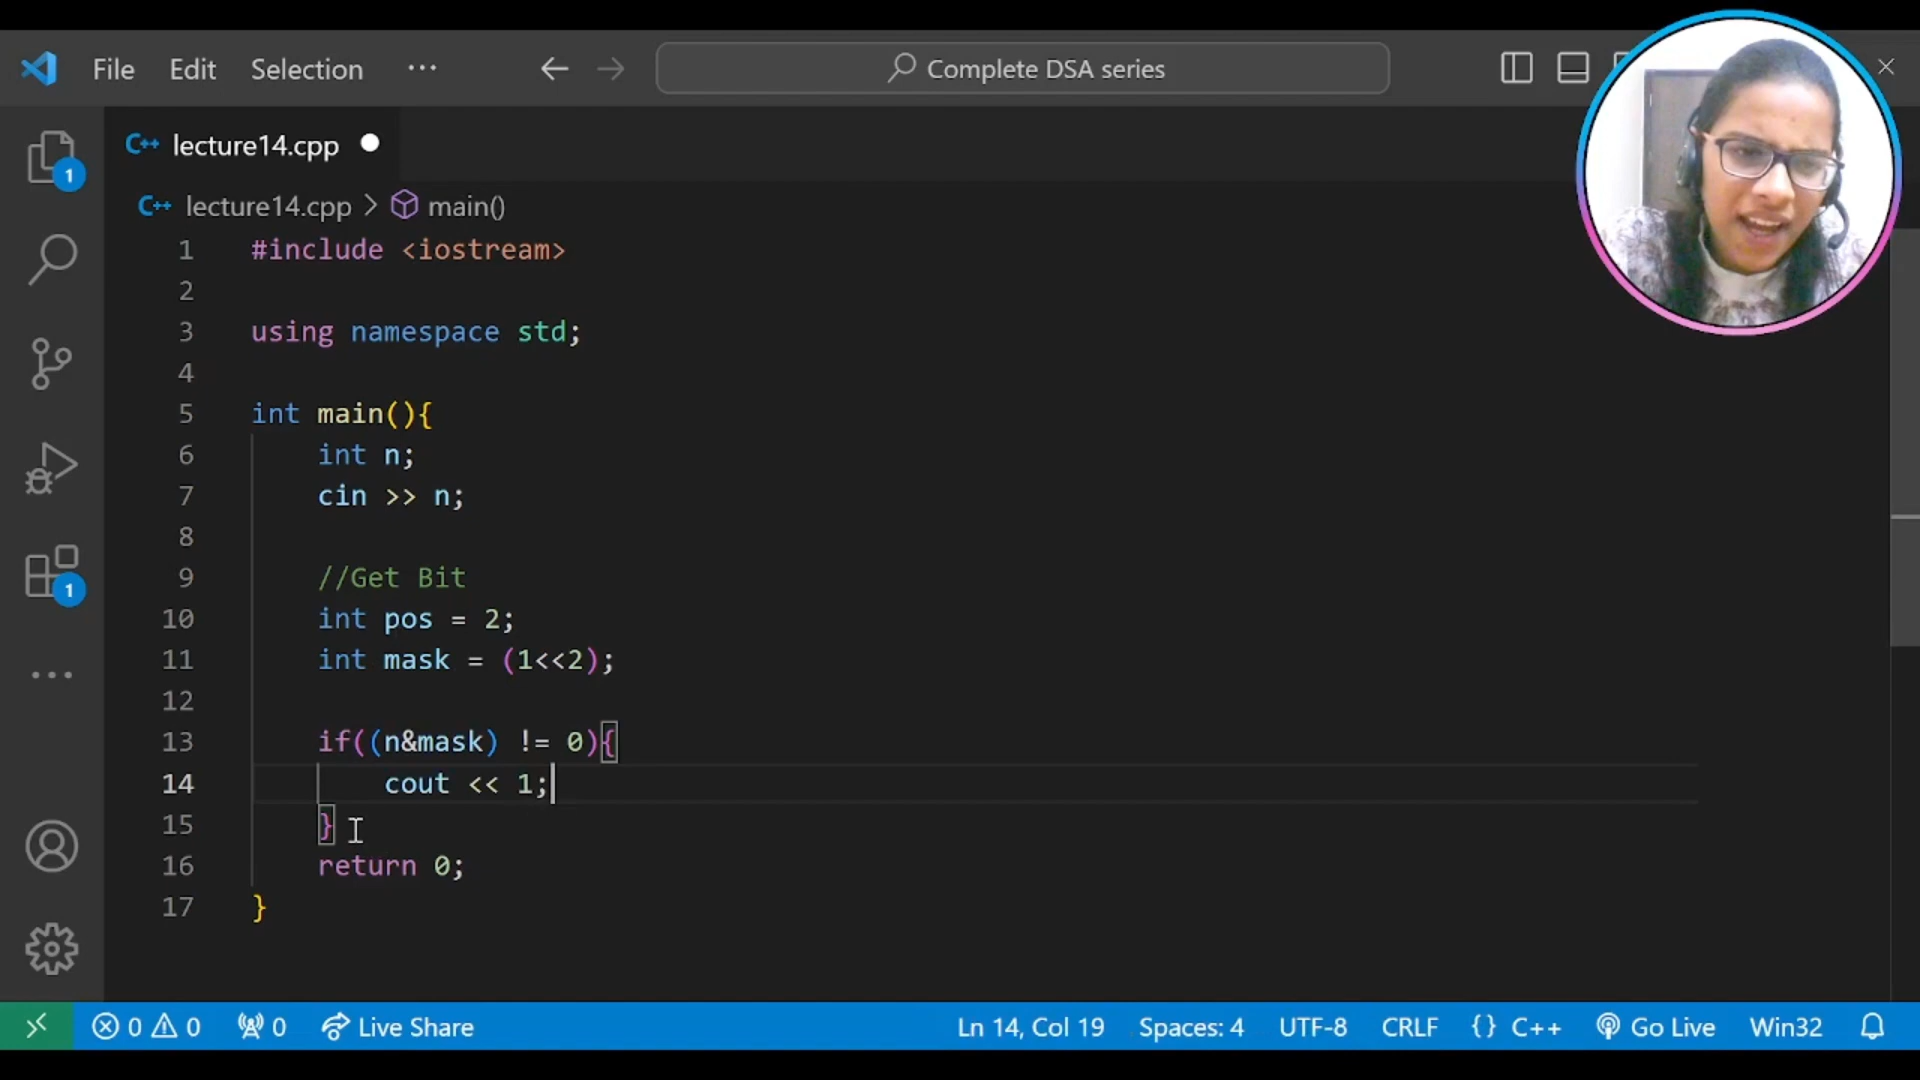 File Edit Selection ··· Complete DSA series
lecture14.cpp
lecture14.cpp > main()
1 #include <iostream>
2
3 using namespace std;
4
5 int main(){
6 int n;
7 cin >> n;
8
9 //Get Bit
10 int pos = 2;
11 int mask = (1<<2);
12
13 if((n&mask) != 0){
14 cout << 1;
15 }
16 return 0;
17 }
1
1
0 0 0 Live Share Ln 14, Col 19 Spaces: 4 UTF-8 CRLF {} C++ Go Live Win32